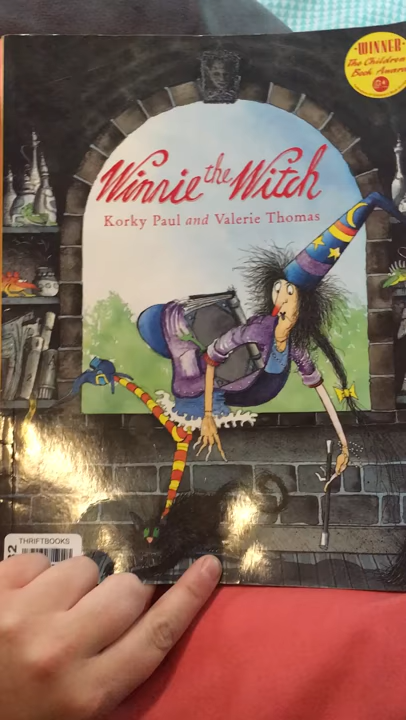 WINNER
The Children's
Book Award
Winnie the Witch
Korky Paul and Valerie Thomas
THRIFTBOOKS